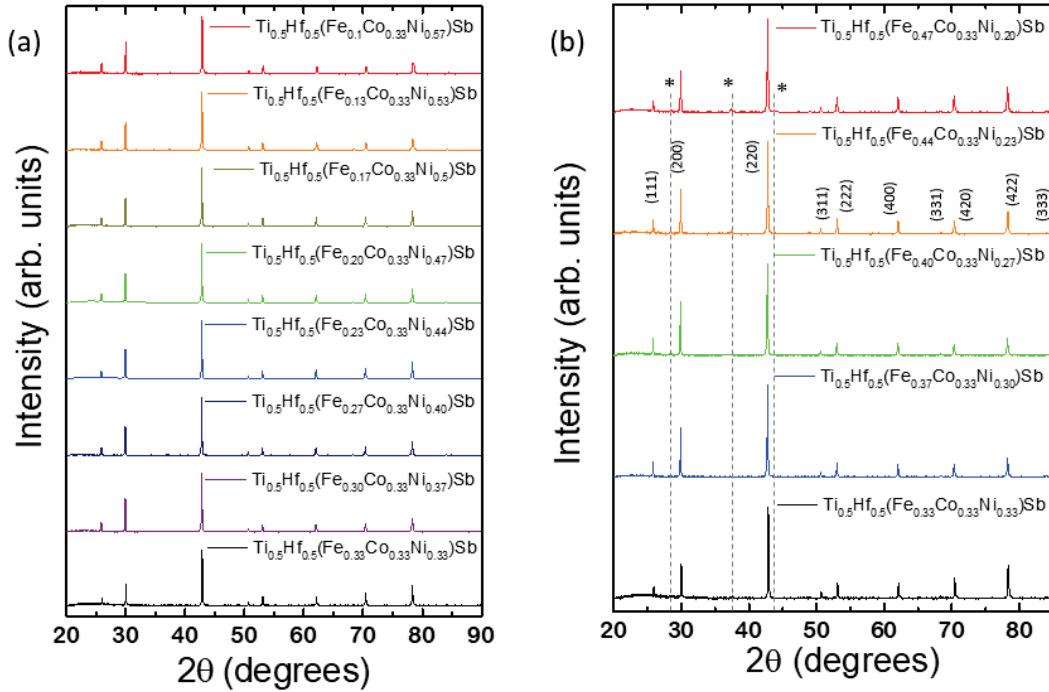 (a)
Ti0.5Hf0.5(Fe0.1Co0.33Ni0.57)Sb
Ti0.5Hf0.5(Fe0.13Co0.33Ni0.53)Sb
Ti0.5Hf0.5(Fe0.17Co0.33Ni0.5)Sb
Ti0.5Hf0.5(Fe0.20Co0.33Ni0.47)Sb
Ti0.5Hf0.5(Fe0.23Co0.33Ni0.44)Sb
Ti0.5Hf0.5(Fe0.27Co0.33Ni0.40)Sb
Ti0.5Hf0.5(Fe0.30Co0.33Ni0.37)Sb
Ti0.5Hf0.5(Fe0.33Co0.33Ni0.33)Sb
Intensity (arb. units)
20 30 40 50 60 70 80 90
2θ (degrees)
(b)
Ti0.5Hf0.5(Fe0.47Co0.33Ni0.20)Sb
* * *
Ti0.5Hf0.5(Fe0.44Co0.33Ni0.23)Sb
(111) (200) (220) (311) (222) (400) (331) (420) (422) (333)
Ti0.5Hf0.5(Fe0.40Co0.33Ni0.27)Sb
Ti0.5Hf0.5(Fe0.37Co0.33Ni0.30)Sb
Ti0.5Hf0.5(Fe0.33Co0.33Ni0.33)Sb
Intensity (arb. units)
20 30 40 50 60 70 80
2θ (degrees)